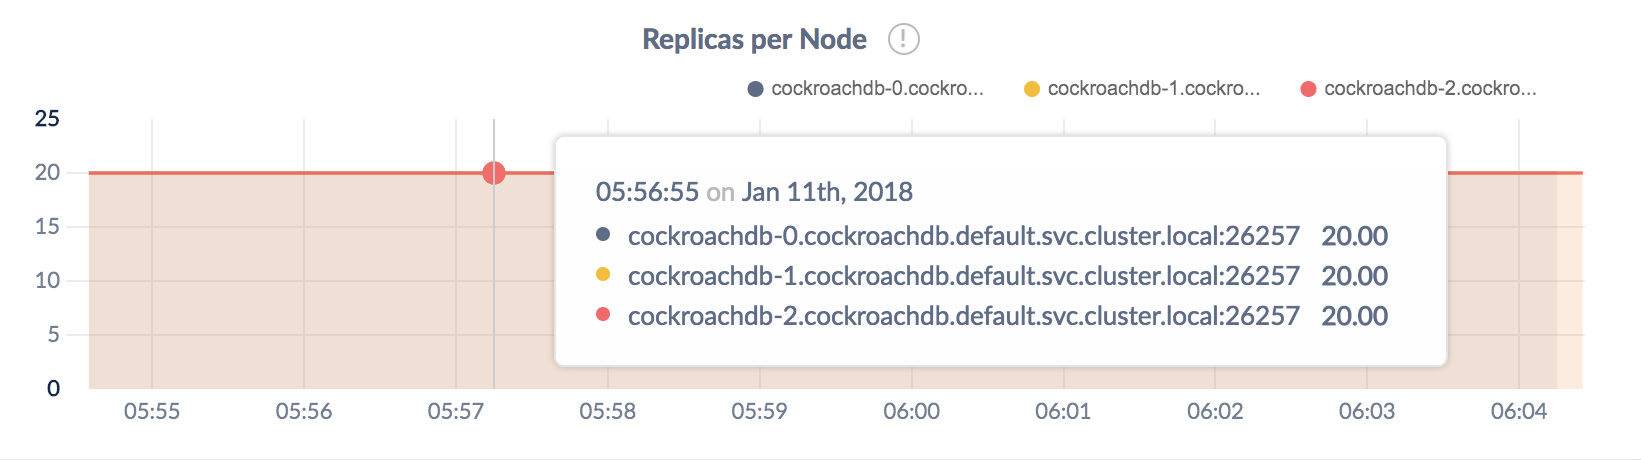 Replicas per Node !
cockroachdb-0.cockro... cockroachdb-1.cockro... cockroachdb-2.cockro...
25
20
15
10
5
0
05:56:55 on Jan 11th, 2018
cockroachdb-0.cockroachdb.default.svc.cluster.local:26257 20.00
cockroachdb-1.cockroachdb.default.svc.cluster.local:26257 20.00
cockroachdb-2.cockroachdb.default.svc.cluster.local:26257 20.00
05:55 05:56 05:57 05:58 05:59 06:00 06:01 06:02 06:03 06:04